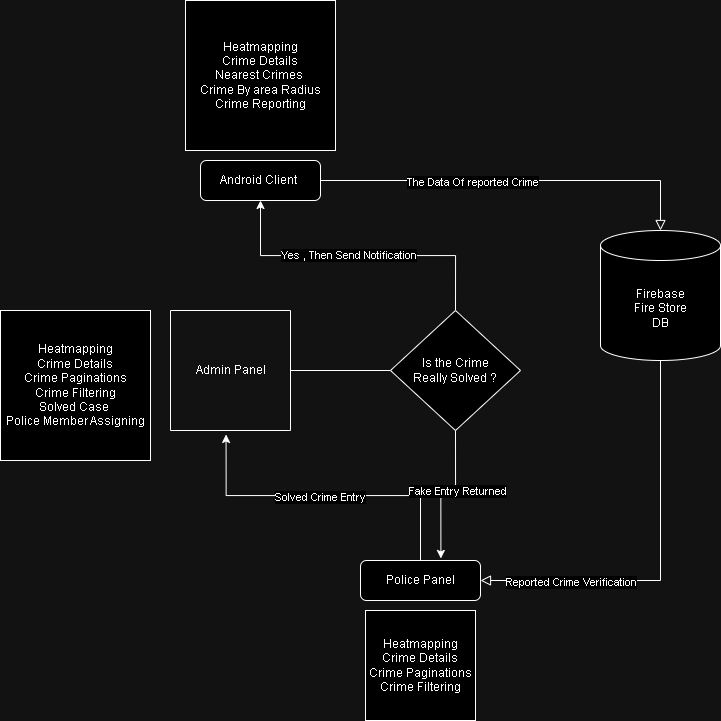 Heatmapping
Crime Details
Nearest Crimes
Crime By area Radius
Crime Reporting
Android Client
The Data Of reported Crime
Yes , Then Send Notification
Firebase
Fire Store
DB
Heatmapping
Crime Details
Crime Paginations
Crime Filtering
Solved Case
Police Member Assigning
Admin Panel
Is the Crime
Really Solved ?
Solved Crime Entry
Fake Entry Returned
Police Panel
Reported Crime Verification
Heatmapping
Crime Details
Crime Paginations
Crime Filtering